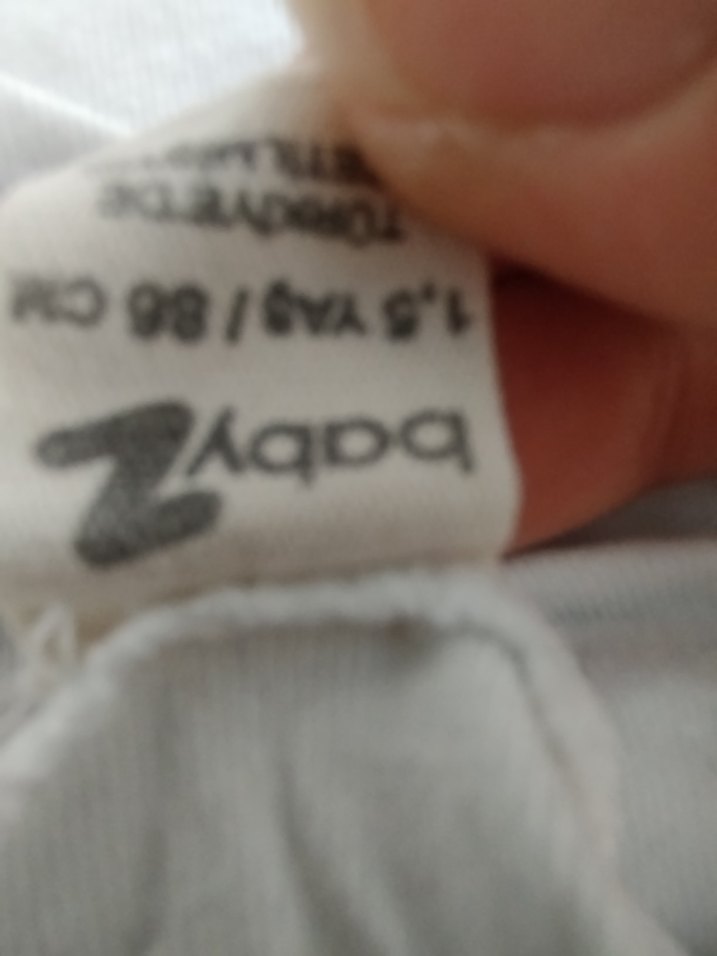 babyZ
1,5 YAŞ / 86 CM
TÜRKİYE'DE